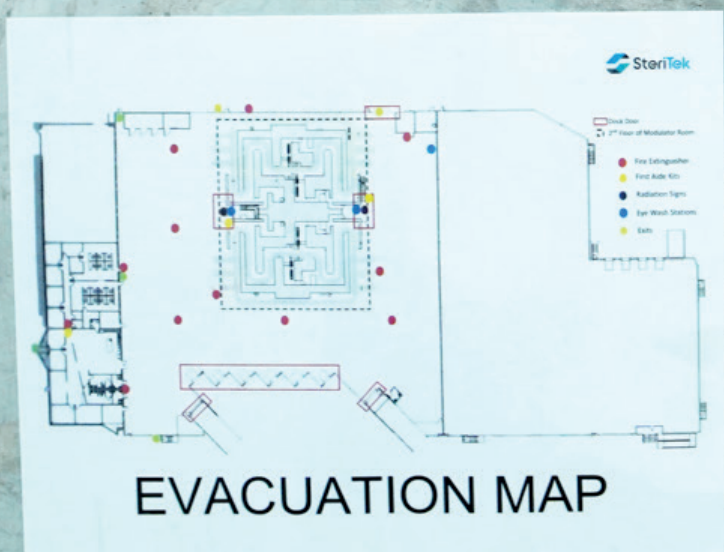 SteriTek
Dock Door
2nd Floor of Modulator Room
Fire Extinguisher
First Aide Kits
Radiation Signs
Eye Wash Stations
Exits
EVACUATION MAP